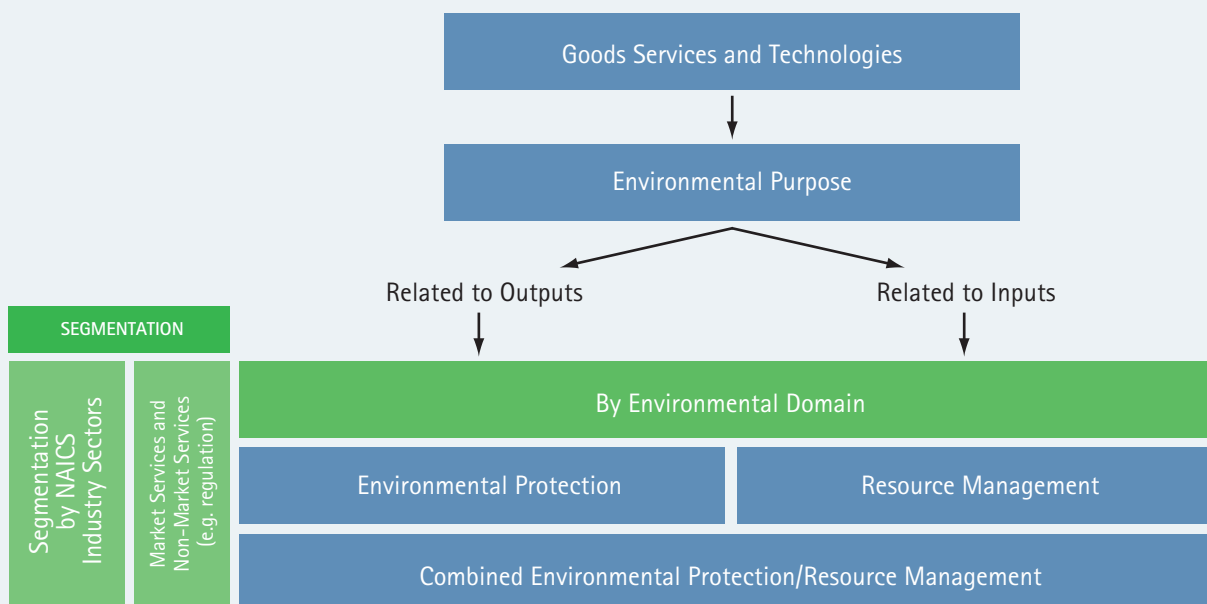 Goods Services and Technologies
Environmental Purpose
Related to Outputs
Related to Inputs
SEGMENTATION
Segmentation
by NAICS
Industry Sectors
Market Services and
Non-Market Services
(e.g. regulation)
By Environmental Domain
Environmental Protection
Resource Management
Combined Environmental Protection/Resource Management